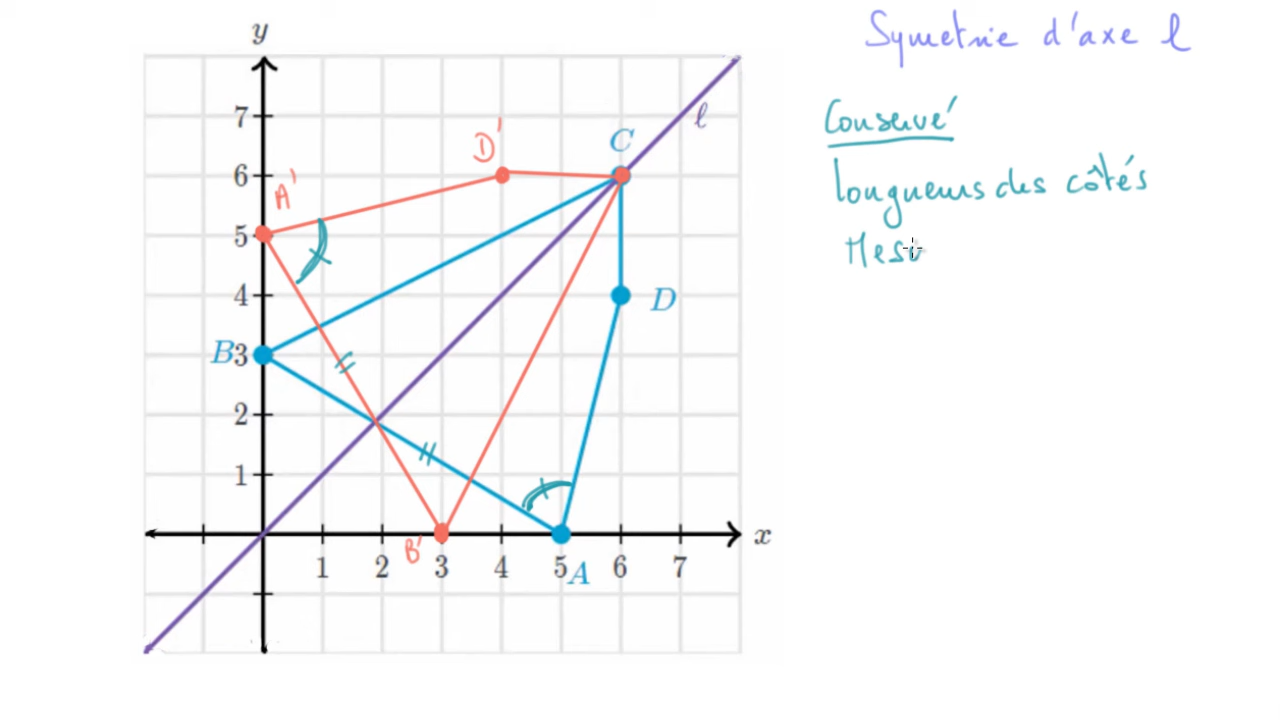 Symetrie d'axe l
Conservé
longueurs des côtés
Mesu
y
7
6
5
4
3
2
1
1 2 3 4 5 6 7
x
A'
D'
C
ℓ
B
D
B'
A